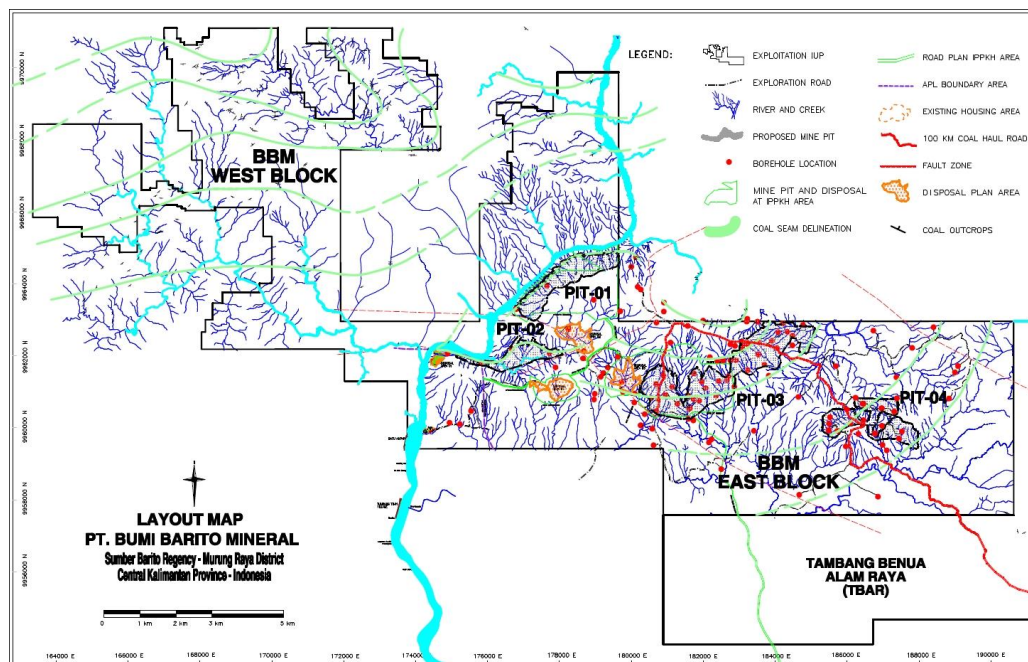 LEGEND:
EXPLOITATION IUP
EXPLORATION ROAD
RIVER AND CREEK
PROPOSED MINE PIT
BOREHOLE LOCATION
MINE PIT AND DISPOSAL
AT IPPKH AREA
COAL SEAM DELINEATION
ROAD PLAN IPPKH AREA
APL BOUNDARY AREA
EXISTING HOUSING AREA
100 KM COAL HAUL ROAD
FAULT ZONE
DISPOSAL PLAN AREA
COAL OUTCROPS
BBM
WEST BLOCK
PIT-01
PIT-02
PIT-03
PIT-04
BBM
EAST BLOCK
TAMBANG BENUA
ALAM RAYA
(TBAR)
LAYOUT MAP
PT. BUMI BARITO MINERAL
Sumber Barito Regency - Murung Raya District
Central Kalimantan Province - Indonesia
0 1 km 2 km 3 km 5 km
9970000 N
9968000 N
9966000 N
9964000 N
9962000 N
9960000 N
9958000 N
9956000 N
164000 E
166000 E
168000 E
170000 E
172000 E
176000 E
178000 E
180000 E
182000 E
184000 E
186000 E
188000 E
190000 E